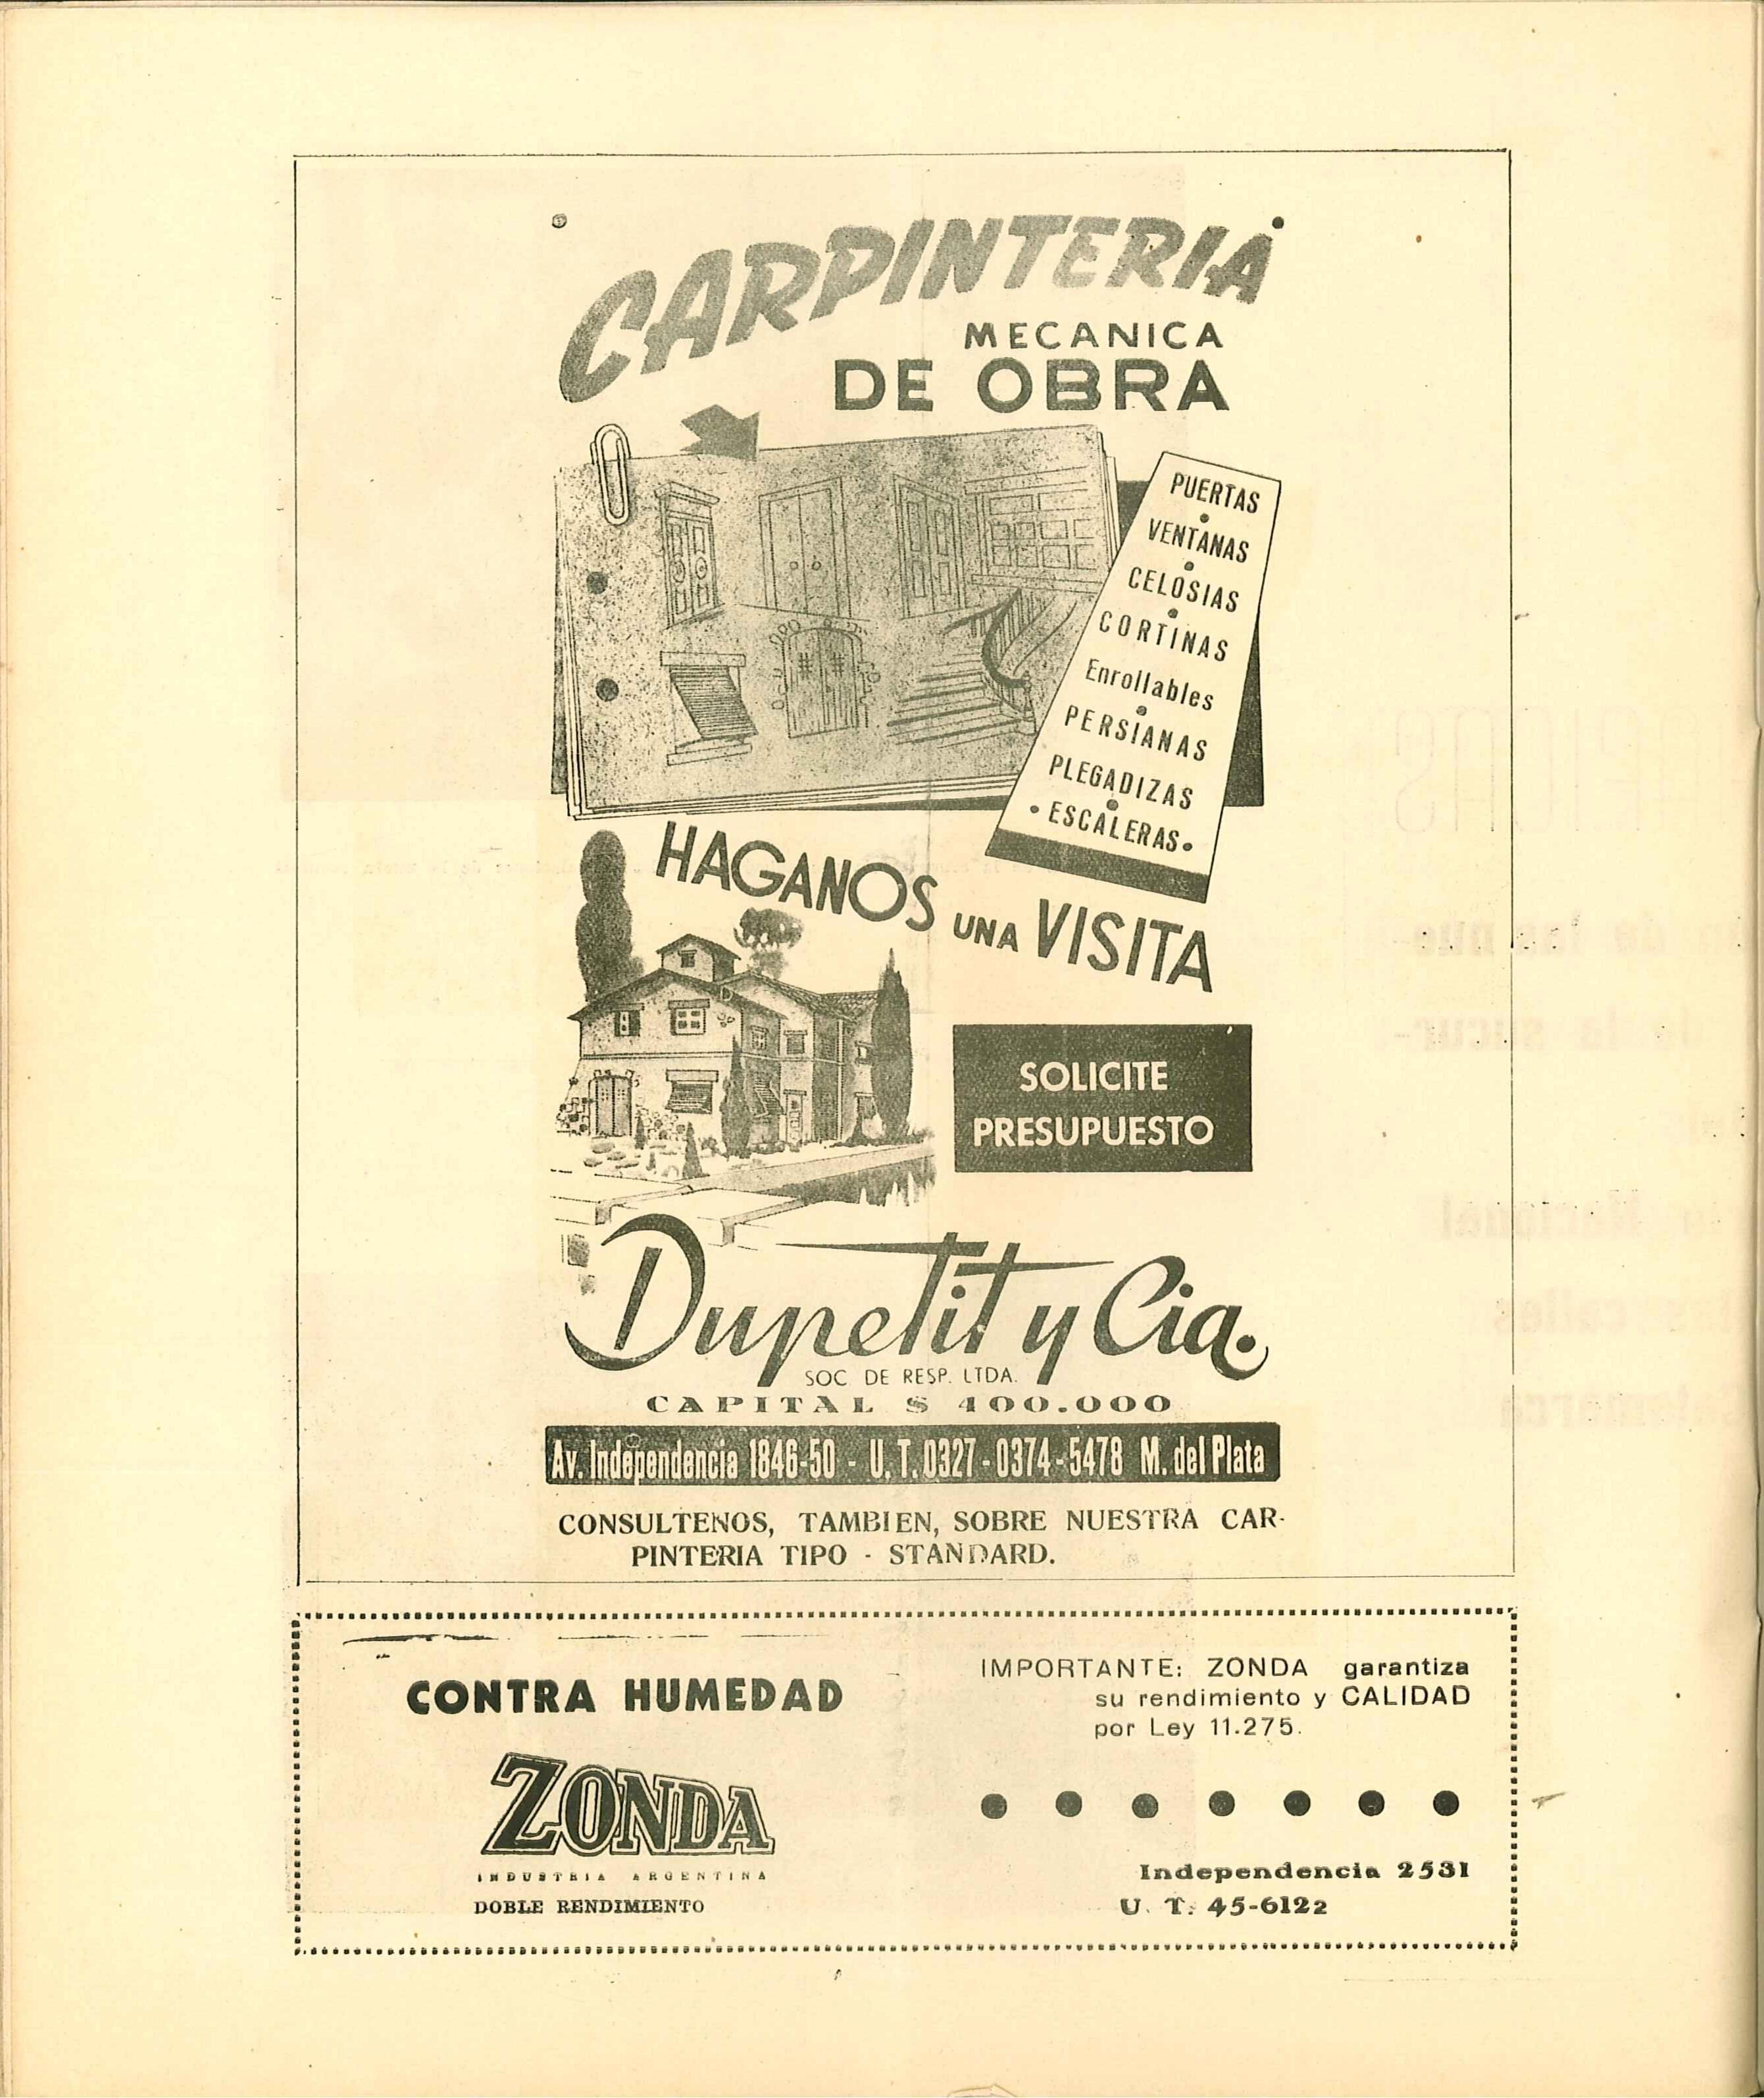 CARPINTERIA
MECANICA
DE OBRA
PUERTAS
VENTANAS
CELOSIAS
CORTINAS
Enrollables
PERSIANAS
PLEGADIZAS
• ESCALERAS •
HAGANOS UNA VISITA
SOLICITE
PRESUPUESTO
Dupetit y Cia.
SOC. DE RESP. LTDA.
CAPITAL $ 400.000
Av. Independencia 1846-50 - U. T. 0327 - 0374 - 5478 M. del Plata
CONSULTENOS, TAMBIEN, SOBRE NUESTRA CAR-
PINTERIA TIPO - STANDARD.
CONTRA HUMEDAD
ZONDA
INDUSTRIA ARGENTINA
DOBLE RENDIMIENTO
IMPORTANTE: ZONDA garantiza
su rendimiento y CALIDAD
por Ley 11.275.
Independencia 2531
U. T. 45-6122